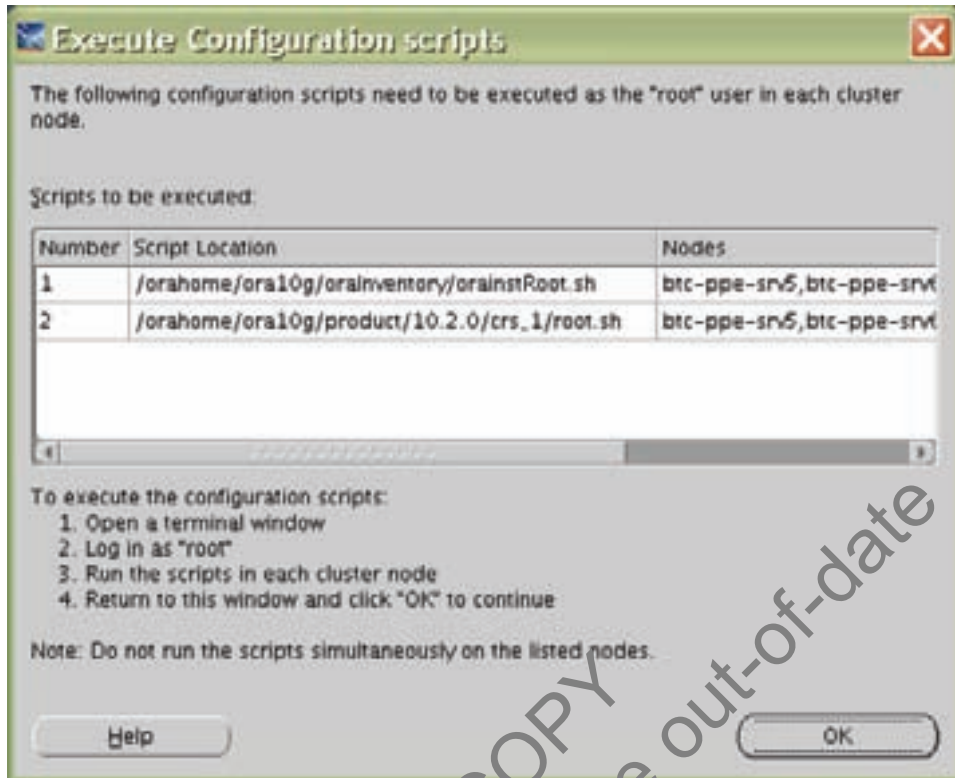 Execute Configuration scripts
The following configuration scripts need to be executed as the "root" user in each cluster
node.
Scripts to be executed:
Number Script Location Nodes
1 /orahome/ora10g/oraInventory/orainstRoot.sh btc-ppe-srv5,btc-ppe-srv
2 /orahome/ora10g/product/10.2.0/crs_1/root.sh btc-ppe-srv5,btc-ppe-srv
To execute the configuration scripts:
1. Open a terminal window
2. Log in as "root"
3. Run the scripts in each cluster node
4. Return to this window and click "OK" to continue
Note: Do not run the scripts simultaneously on the listed nodes.
Help OK
COPY
out-of-date